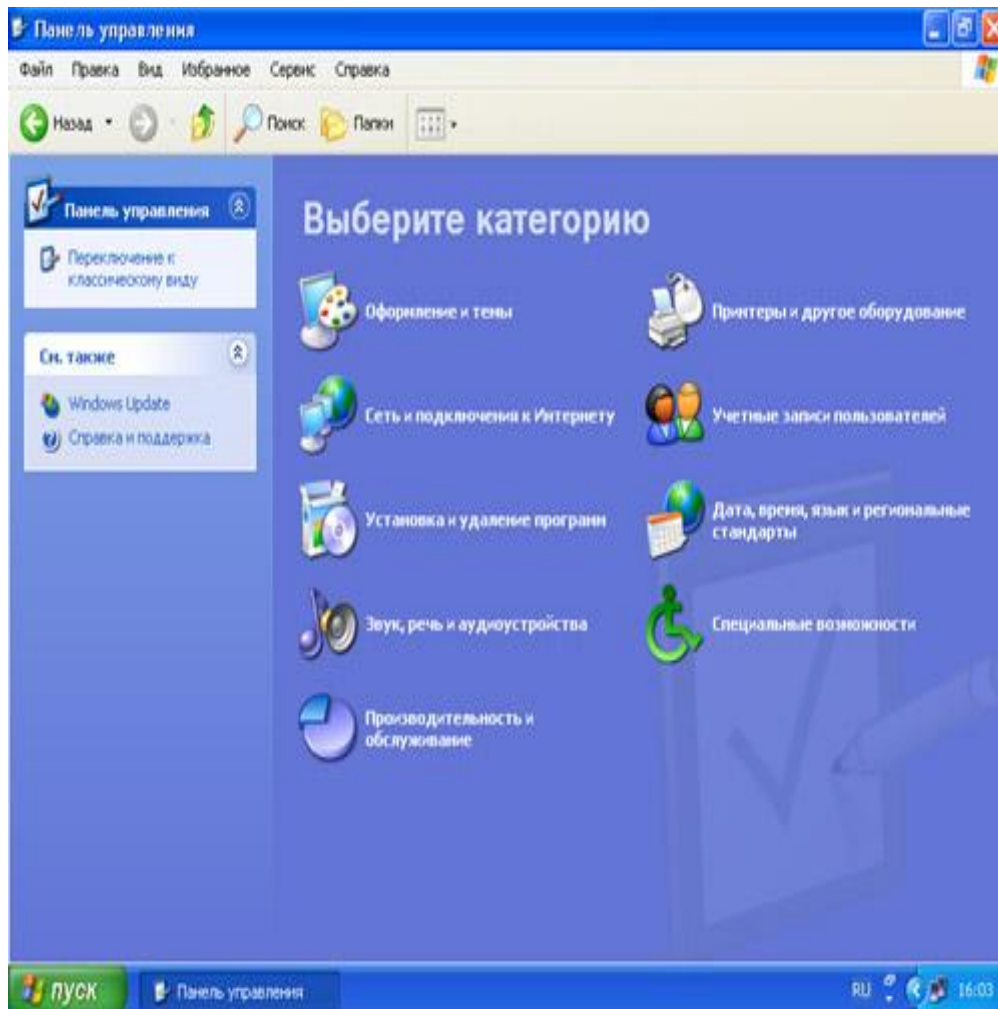 Панель управления
Файл Правка Вид Избранное Сервис Справка
Назад Поиск Папки
Панель управления
Переключение к
классическому виду
См. также
Windows Update
Справка и поддержка
Выберите категорию
Оформление и темы
Принтеры и другое оборудование
Сеть и подключения к Интернету
Учетные записи пользователей
Установка и удаление программ
Дата, время, язык и региональные
стандарты
Звук, речь и аудиоустройства
Специальные возможности
Производительность и
обслуживание
пуск Панель управления RU 16:03